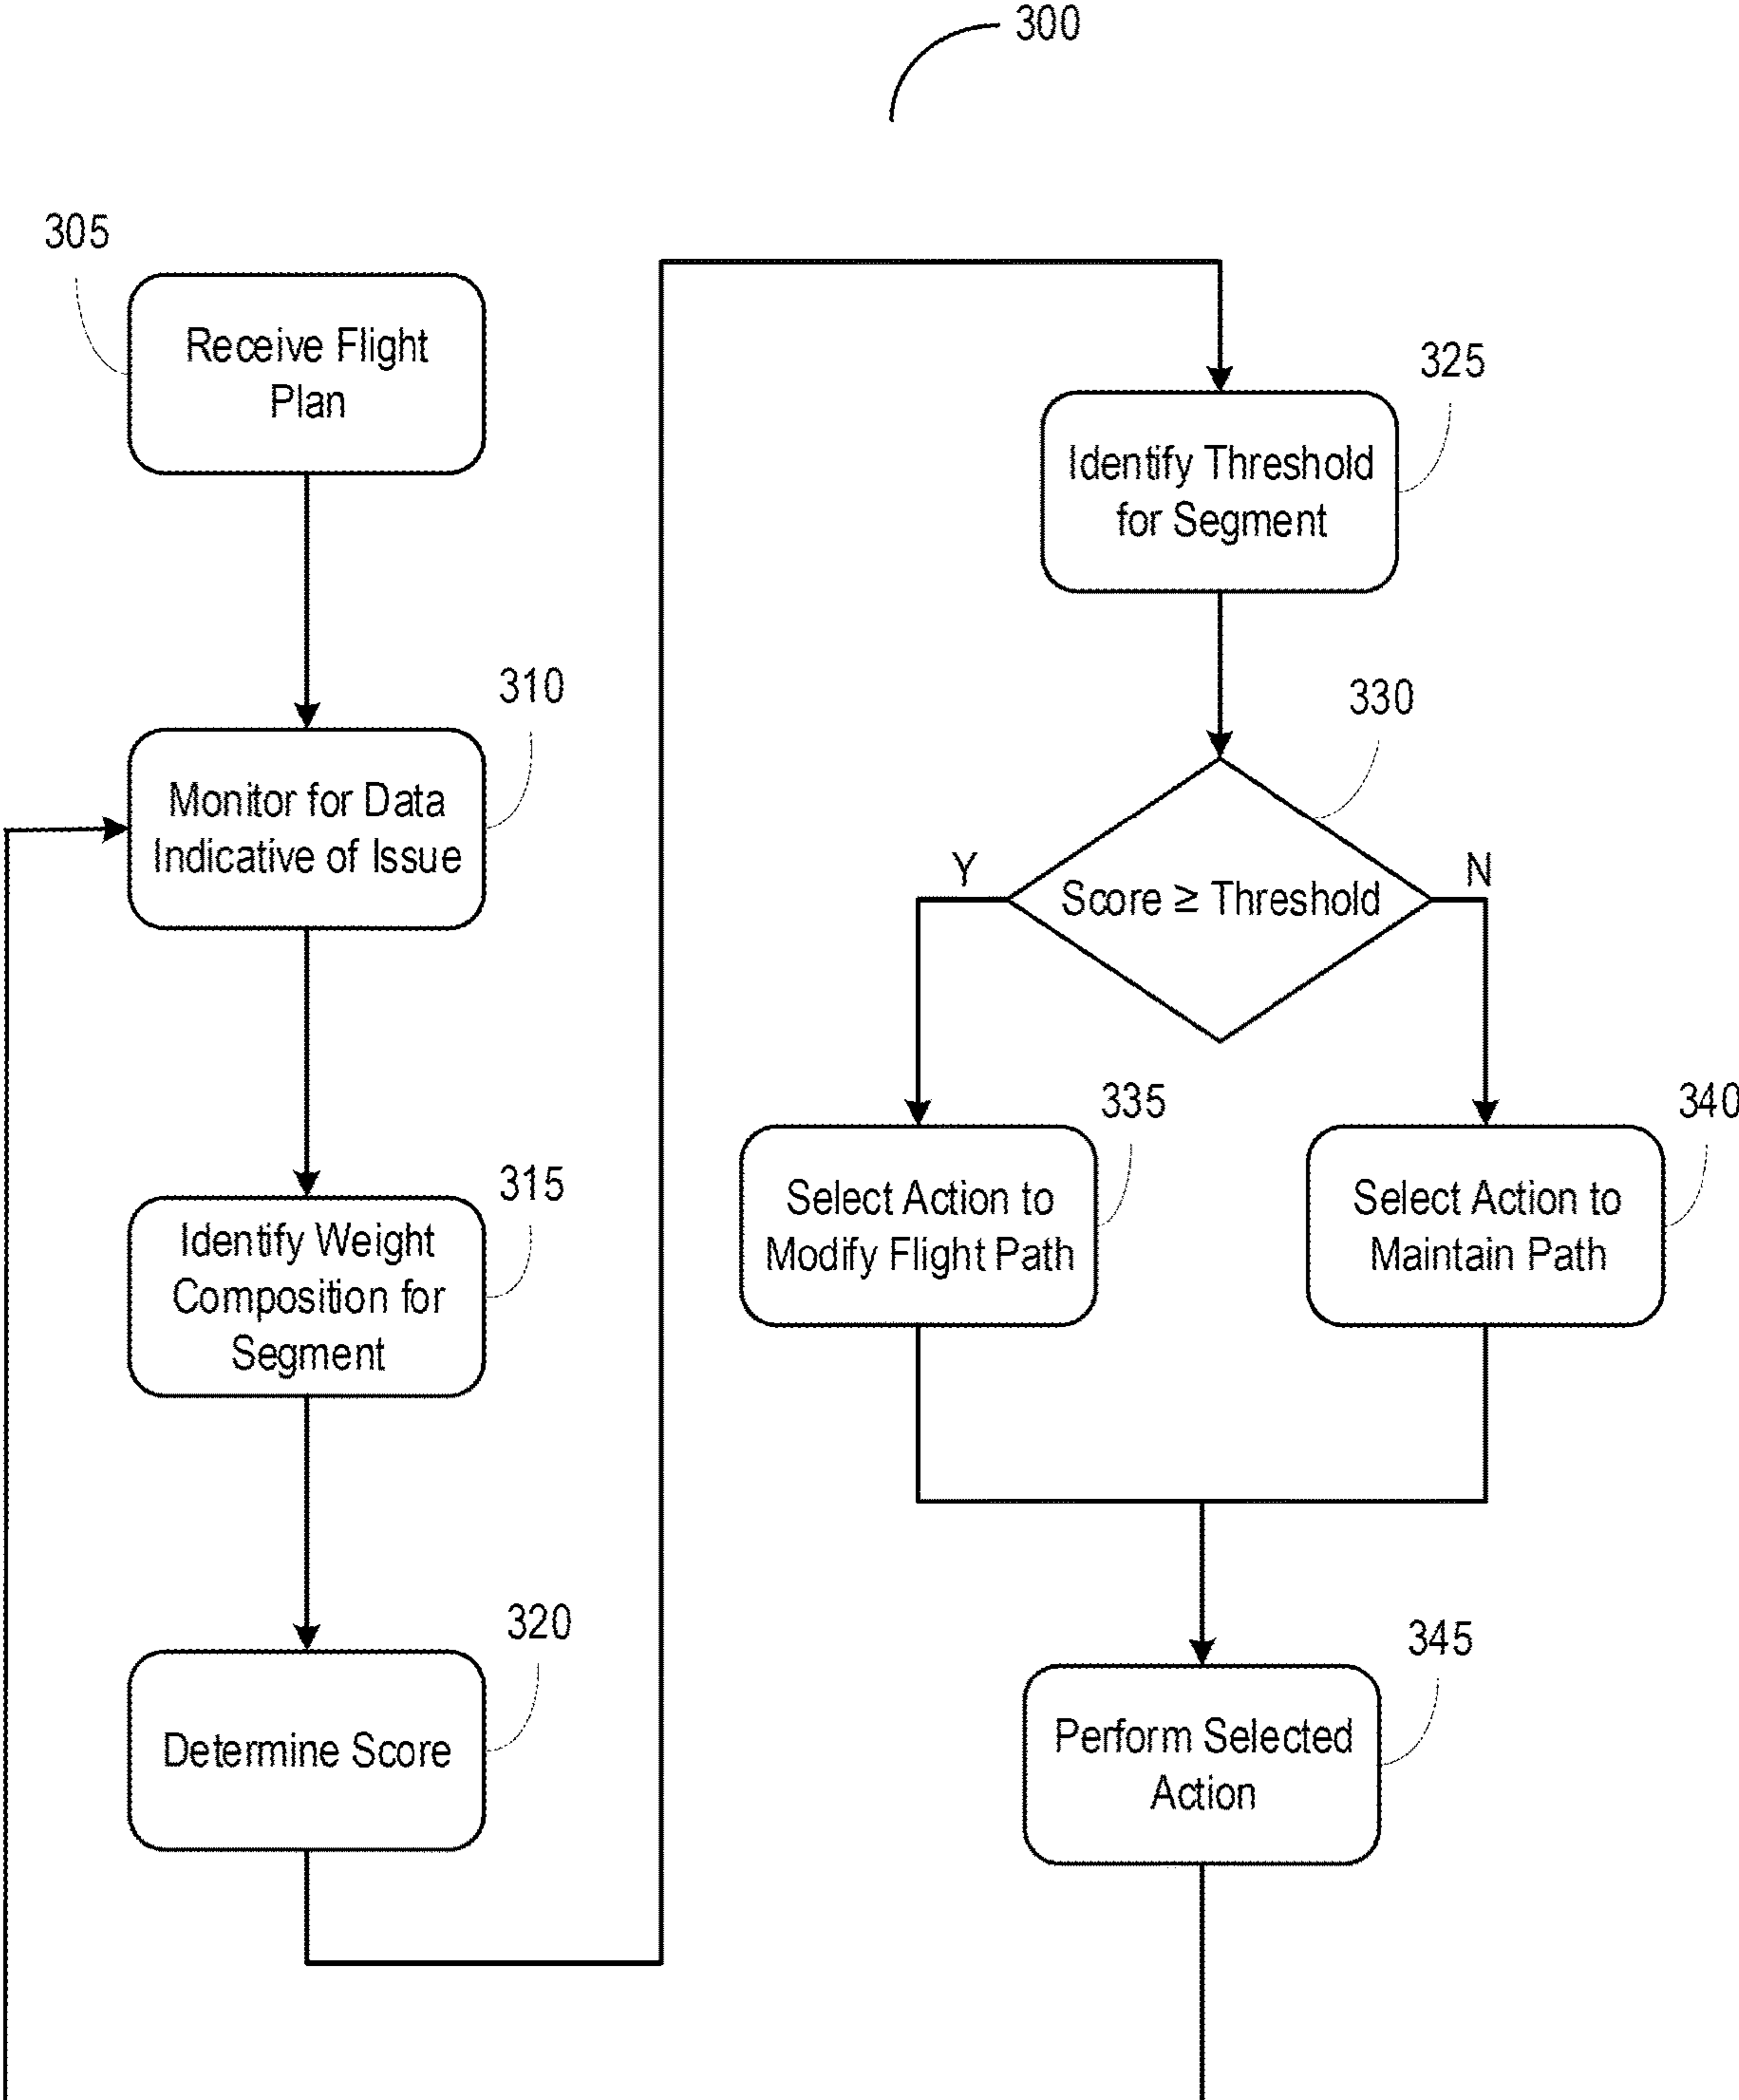 300
305
Receive Flight
Plan
310
Monitor for Data
Indicative of Issue
315
Identify Weight
Composition for
Segment
320
Determine Score
325
Identify Threshold
for Segment
330
Y
Score ≥ Threshold
N
335
Select Action to
Modify Flight Path
340
Select Action to
Maintain Path
345
Perform Selected
Action